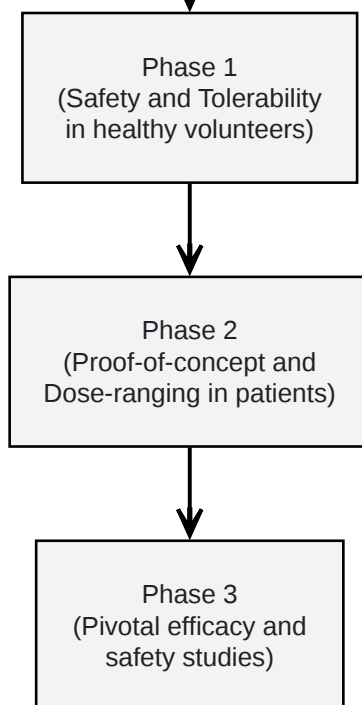 Phase 1
(Safety and Tolerability
in healthy volunteers)
Phase 2
(Proof-of-concept and
Dose-ranging in patients)
Phase 3
(Pivotal efficacy and
safety studies)